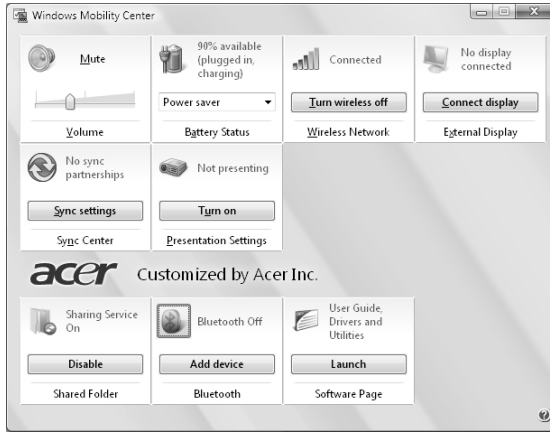 Windows Mobility Center
Mute
Volume
90% available
(plugged in,
charging)
Power saver
Battery Status
Connected
Turn wireless off
Wireless Network
No display
connected
Connect display
External Display
No sync
partnerships
Sync settings
Sync Center
Not presenting
Turn on
Presentation Settings
acer Customized by Acer Inc.
Sharing Service
On
Disable
Shared Folder
Bluetooth Off
Add device
Bluetooth
User Guide,
Drivers and
Utilities
Launch
Software Page